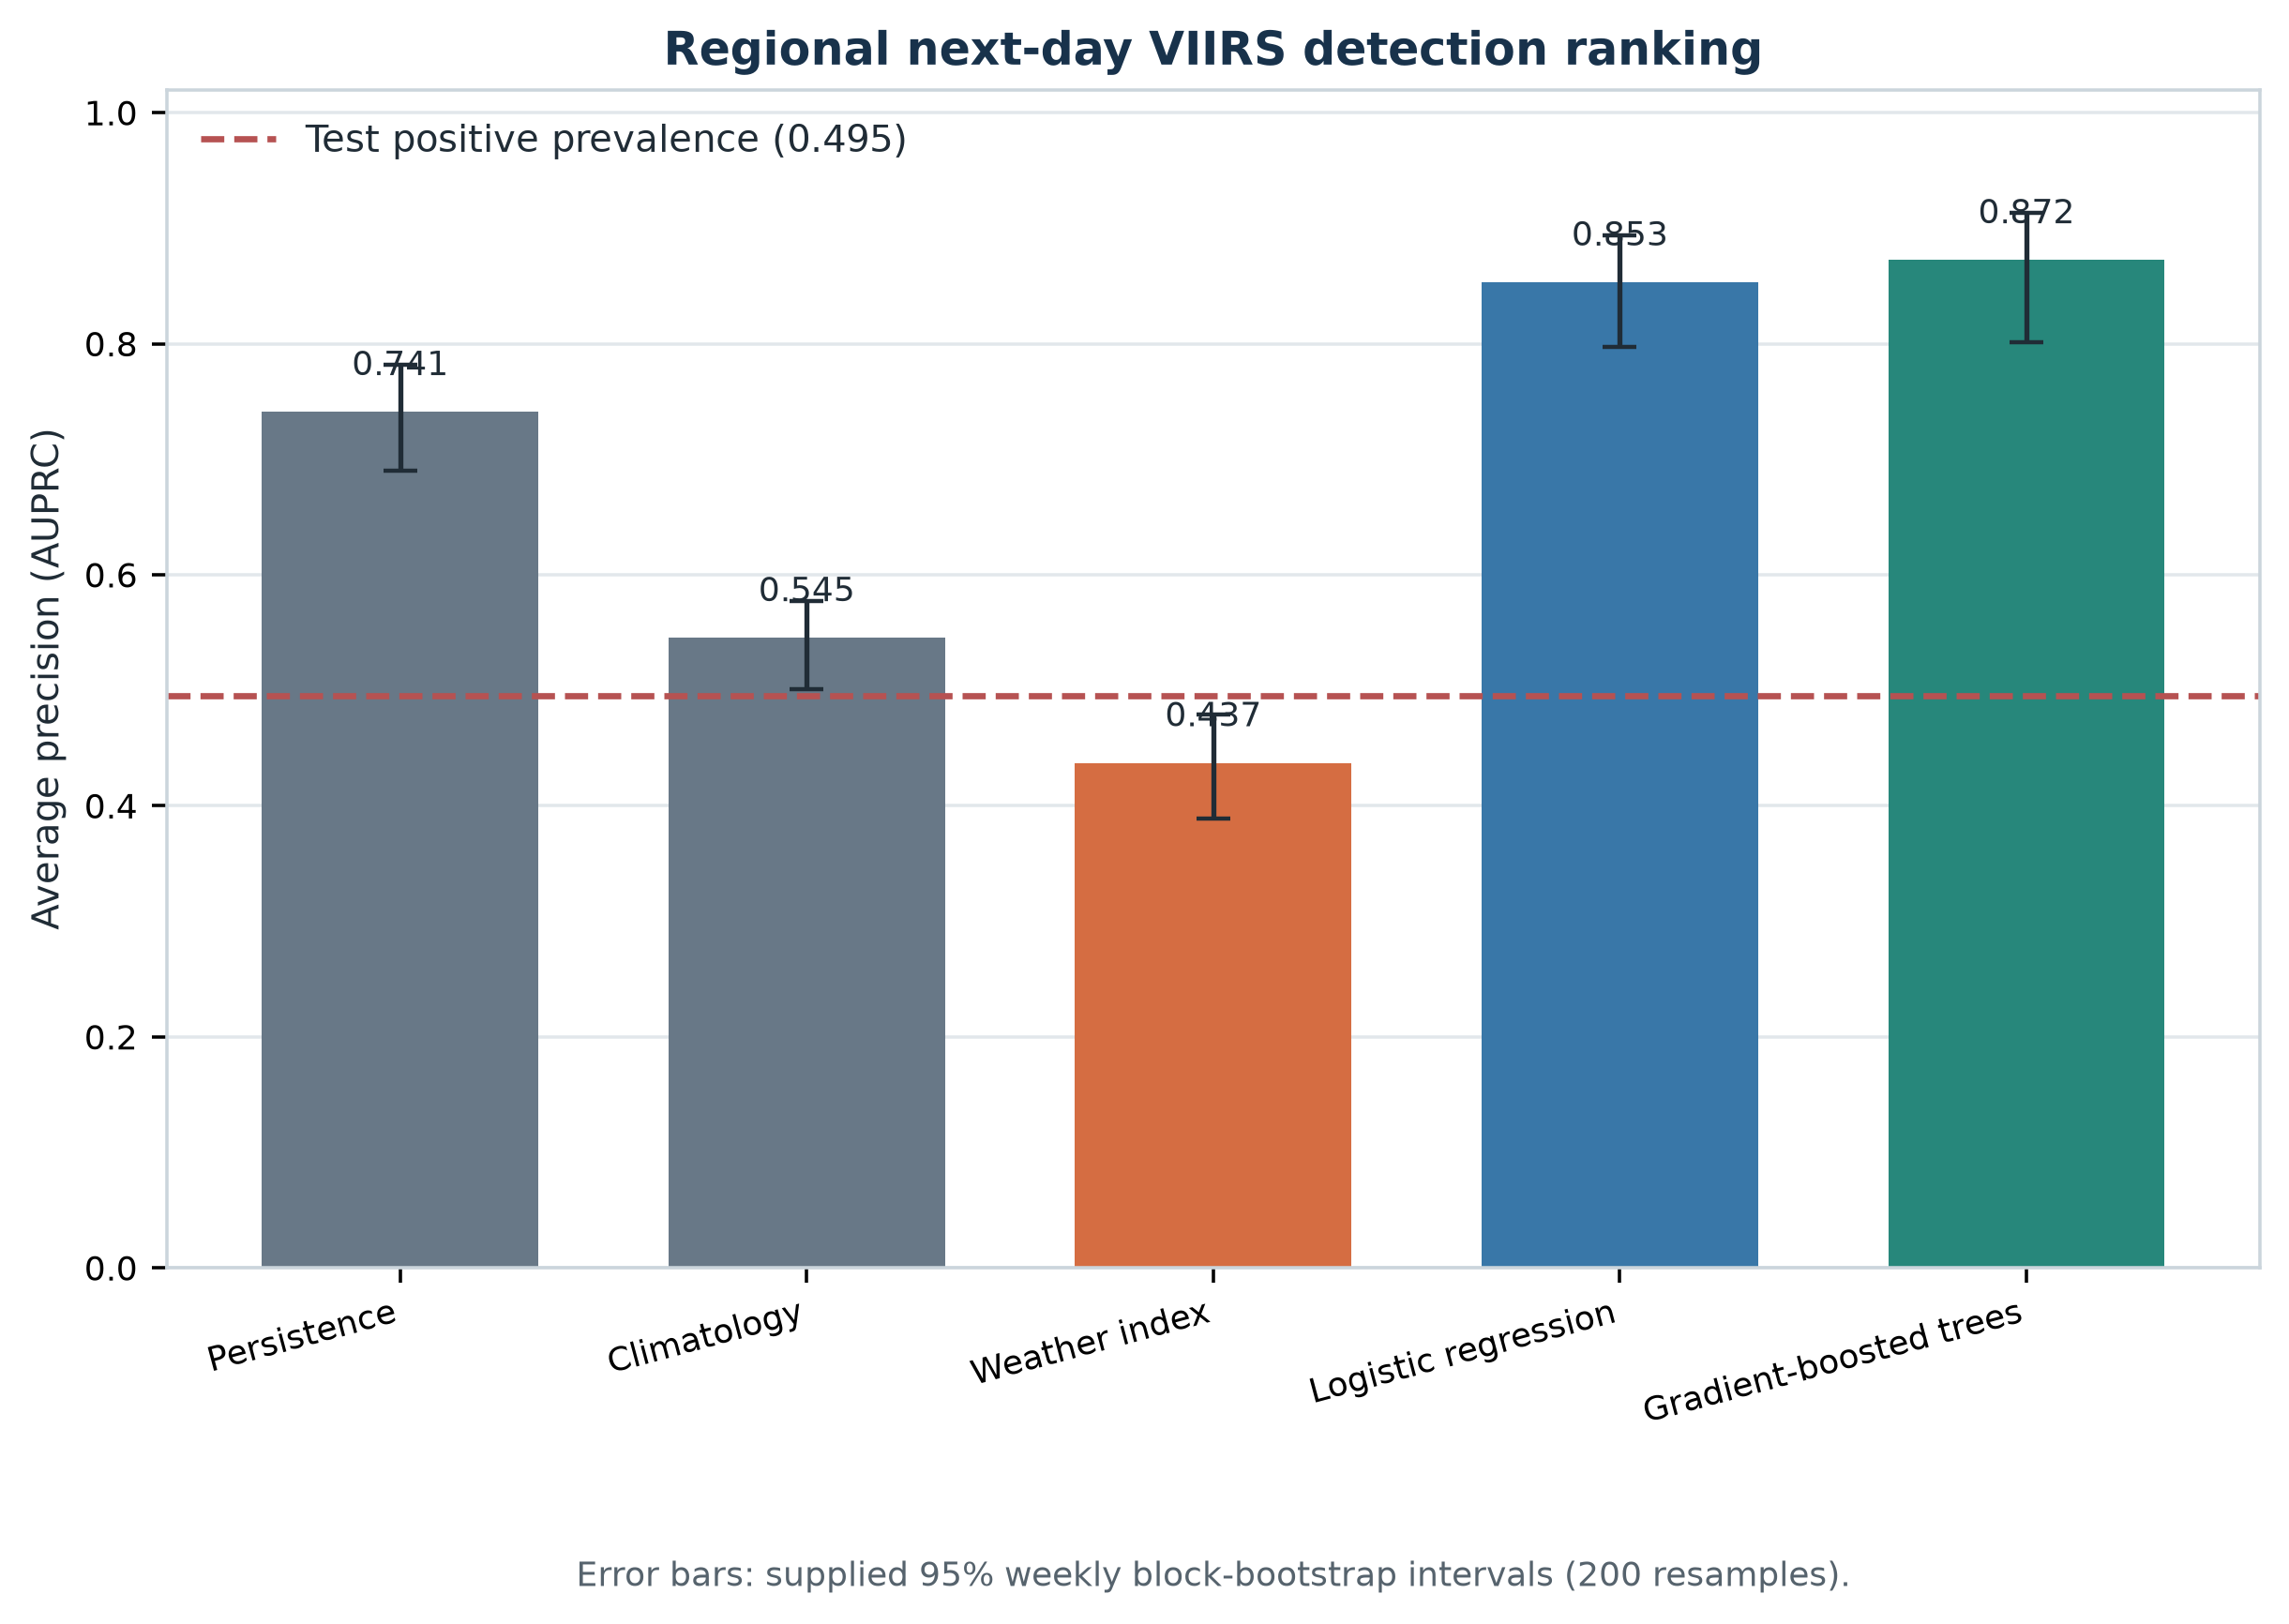 Regional next-day VIIRS detection ranking
Test positive prevalence (0.495)
Average precision (AUPRC)
1.0
0.8
0.6
0.4
0.2
0.0
0.741
0.545
0.437
0.853
0.872
Persistence
Climatology
Weather index
Logistic regression
Gradient-boosted trees
Error bars: supplied 95% weekly block-bootstrap intervals (200 resamples).